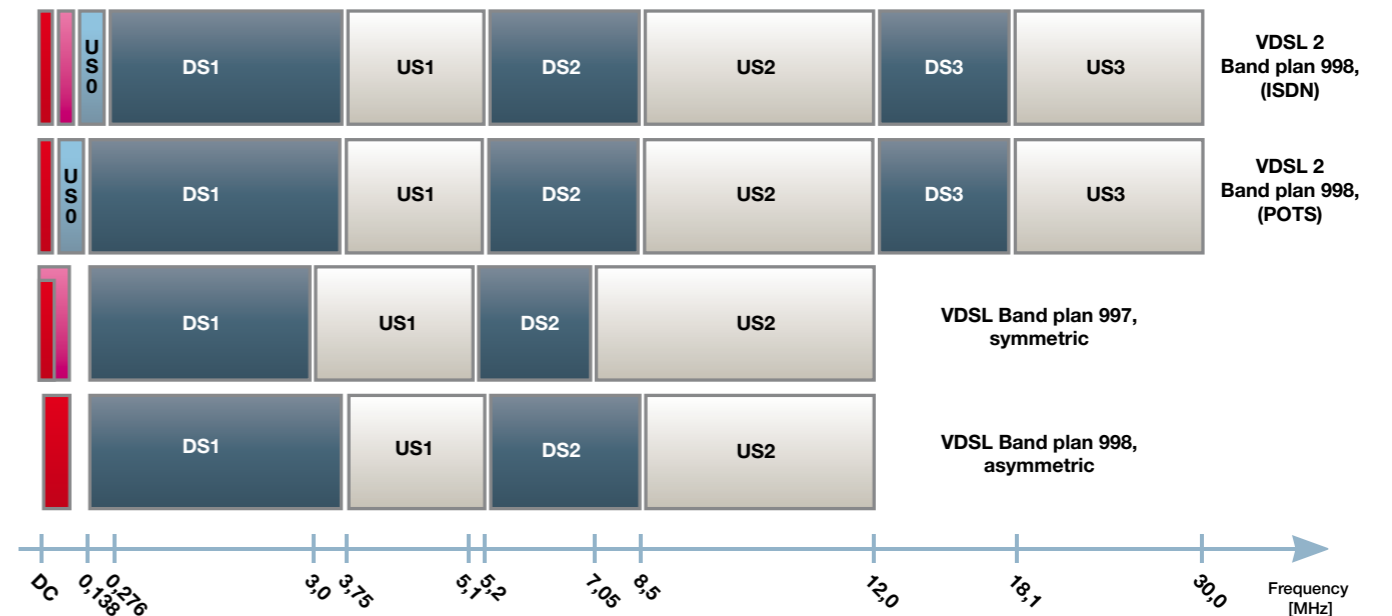 U
S
0
DS1 US1 DS2 US2 DS3 US3
VDSL 2
Band plan 998,
(ISDN)
U
S
0
DS1 US1 DS2 US2 DS3 US3
VDSL 2
Band plan 998,
(POTS)
DS1 US1 DS2 US2
VDSL Band plan 997,
symmetric
DS1 US1 DS2 US2
VDSL Band plan 998,
asymmetric
DC 0,138 0,276 3,0 3,75 5,1 5,2 7,05 8,5 12,0 18,1 30,0
Frequency
[MHz]